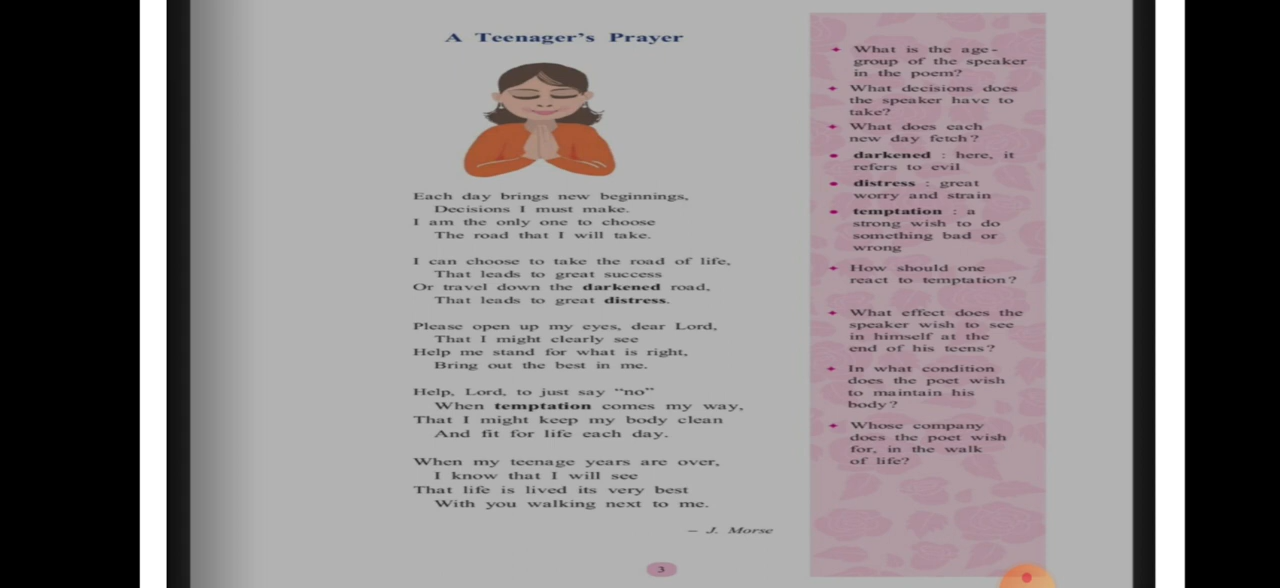 A Teenager's Prayer
Each day brings new beginnings,
Decisions I must make.
I am the only one to choose
The road that I will take.
I can choose to take the road of life,
That leads to great success
Or travel down the darkened road,
That leads to great distress.
Please open up my eyes, dear Lord,
That I might clearly see
Help me stand for what is right,
Bring out the best in me.
Help, Lord, to just say "no"
When temptation comes my way,
That I might keep my body clean
And fit for life each day.
When my teenage years are over,
I know that I will see
That life is lived its very best
With you walking next to me.
– J. Morse
3
What is the age-
group of the speaker
in the poem?
What decisions does
the speaker have to
take?
What does each
new day fetch?
darkened : here, it
refers to evil
distress : great
worry and strain
temptation : a
strong wish to do
something bad or
wrong
How should one
react to temptation?
What effect does the
speaker wish to see
in himself at the
end of his teens?
In what condition
does the poet wish
to maintain his
body?
Whose company
does the poet wish
for, in the walk
of life?